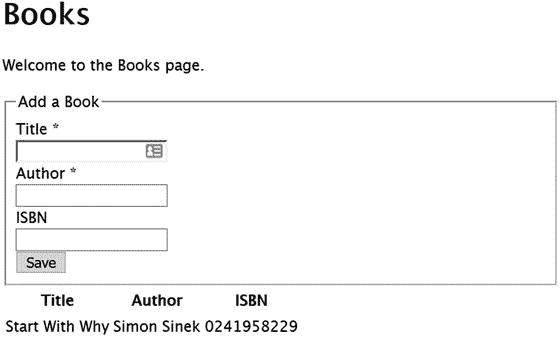 Books
Welcome to the Books page.
Add a Book
Title *
Author *
ISBN
Save
Title Author ISBN
Start With Why Simon Sinek 0241958229